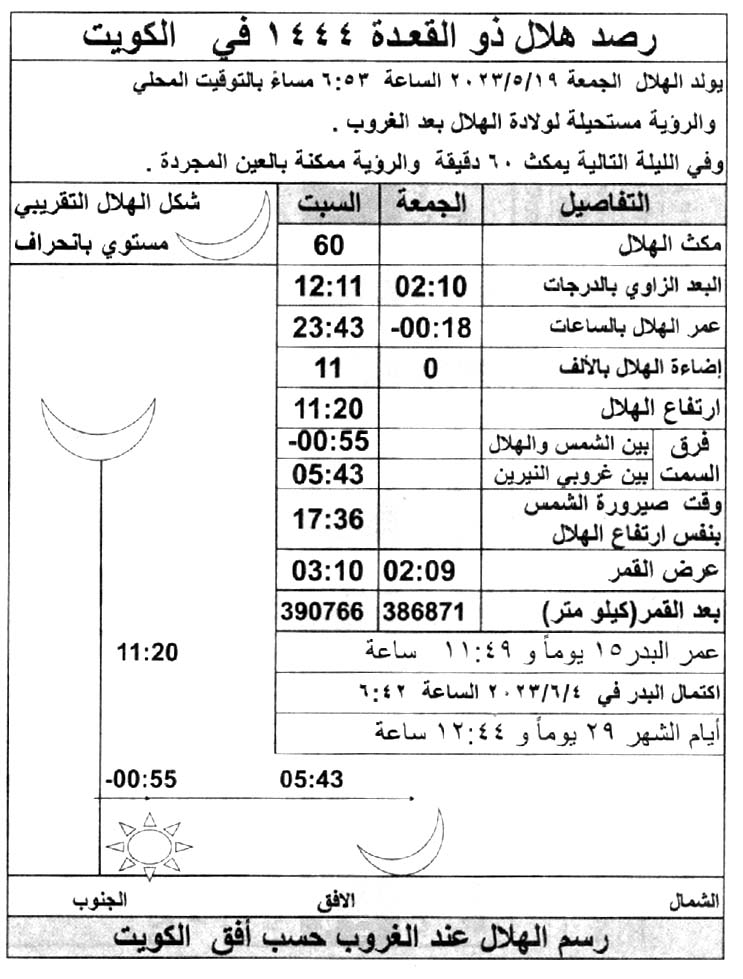 رصد هلال ذو القعدة ١٤٤٤ في الكويت
يولد الهلال الجمعة ٢٠٢٣/٥/١٩ الساعة ٦:٥٣ مساءً بالتوقيت المحلي
والرؤية مستحيلة لولادة الهلال بعد الغروب .
وفي الليلة التالية يمكث ٦٠ دقيقة والرؤية ممكنة بالعين المجردة .
التفاصيل الجمعة السبت
شكل الهلال التقريبي
مستوي بانحراف
مكث الهلال 60
البعد الزاوي بالدرجات 02:10 12:11
عمر الهلال بالساعات -00:18 23:43
إضاءة الهلال بالألف 0 11
ارتفاع الهلال 11:20
فرق السمت
بين الشمس والهلال -00:55
بين غروبي النيرين 05:43
وقت صيرورة الشمس
بنفس ارتفاع الهلال 17:36
عرض القمر 02:09 03:10
بعد القمر(كيلو متر) 386871 390766
عمر البدر ١٥ يوماً و ١١:٤٩ ساعة
اكتمال البدر في ٢٠٢٣/٦/٤ الساعة ٦:٤٢
أيام الشهر ٢٩ يوماً و ١٢:٤٤ ساعة
11:20
-00:55 05:43
الشمال الافق الجنوب
رسم الهلال عند الغروب حسب أفق الكويت